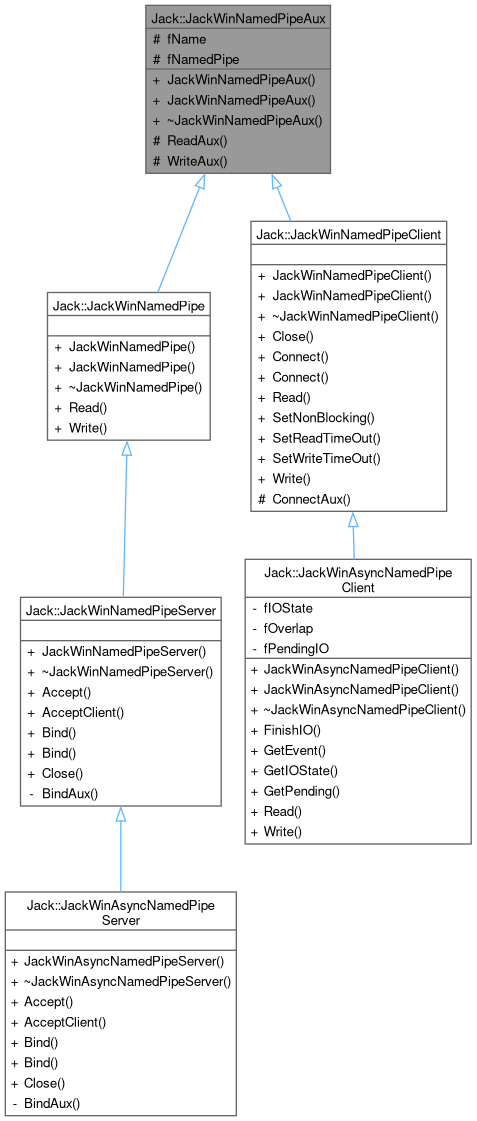 Jack::JackWinNamedPipeAux
# fName
# fNamedPipe
+ JackWinNamedPipeAux()
+ JackWinNamedPipeAux()
+ ~JackWinNamedPipeAux()
# ReadAux()
# WriteAux()
Jack::JackWinNamedPipeClient
+ JackWinNamedPipeClient()
+ JackWinNamedPipeClient()
+ ~JackWinNamedPipeClient()
+ Close()
+ Connect()
+ Connect()
+ Read()
+ SetNonBlocking()
+ SetReadTimeOut()
+ SetWriteTimeOut()
+ Write()
# ConnectAux()
Jack::JackWinNamedPipe
+ JackWinNamedPipe()
+ JackWinNamedPipe()
+ ~JackWinNamedPipe()
+ Read()
+ Write()
Jack::JackWinAsyncNamedPipe
Client
- fIOState
- fOverlap
- fPendingIO
+ JackWinAsyncNamedPipeClient()
+ JackWinAsyncNamedPipeClient()
+ ~JackWinAsyncNamedPipeClient()
+ FinishIO()
+ GetEvent()
+ GetIOState()
+ GetPending()
+ Read()
+ Write()
Jack::JackWinNamedPipeServer
+ JackWinNamedPipeServer()
+ ~JackWinNamedPipeServer()
+ Accept()
+ AcceptClient()
+ Bind()
+ Bind()
+ Close()
- BindAux()
Jack::JackWinAsyncNamedPipe
Server
+ JackWinAsyncNamedPipeServer()
+ ~JackWinAsyncNamedPipeServer()
+ Accept()
+ AcceptClient()
+ Bind()
+ Bind()
+ Close()
- BindAux()